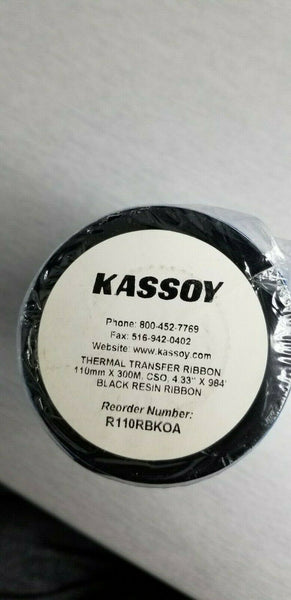 KASSOY
Phone: 800-452-7769
Fax: 516-942-0402
Website: www.kassoy.com
THERMAL TRANSFER RIBBON
110mm X 300M, CSO, 4.33" X 984'
BLACK RESIN RIBBON
Reorder Number:
R110RBKOA